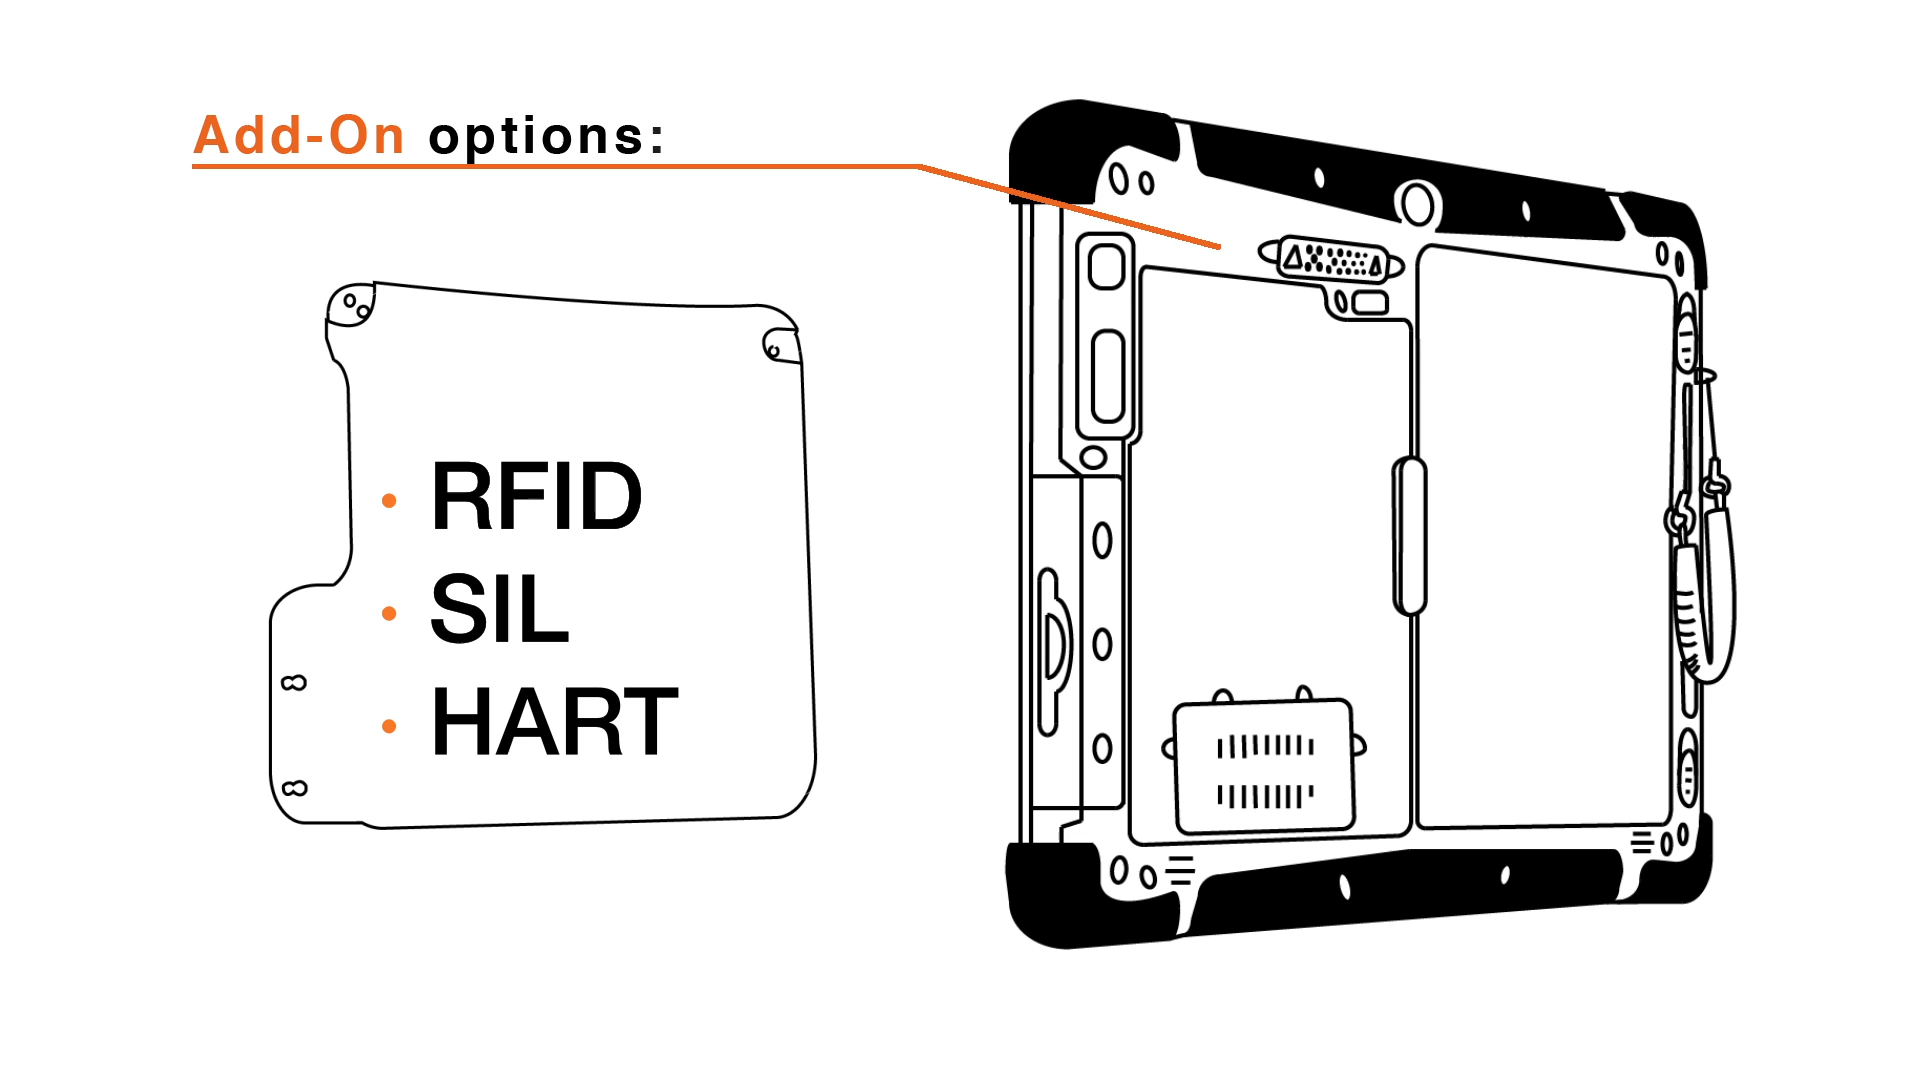 Add-On options:
• RFID
• SIL
• HART